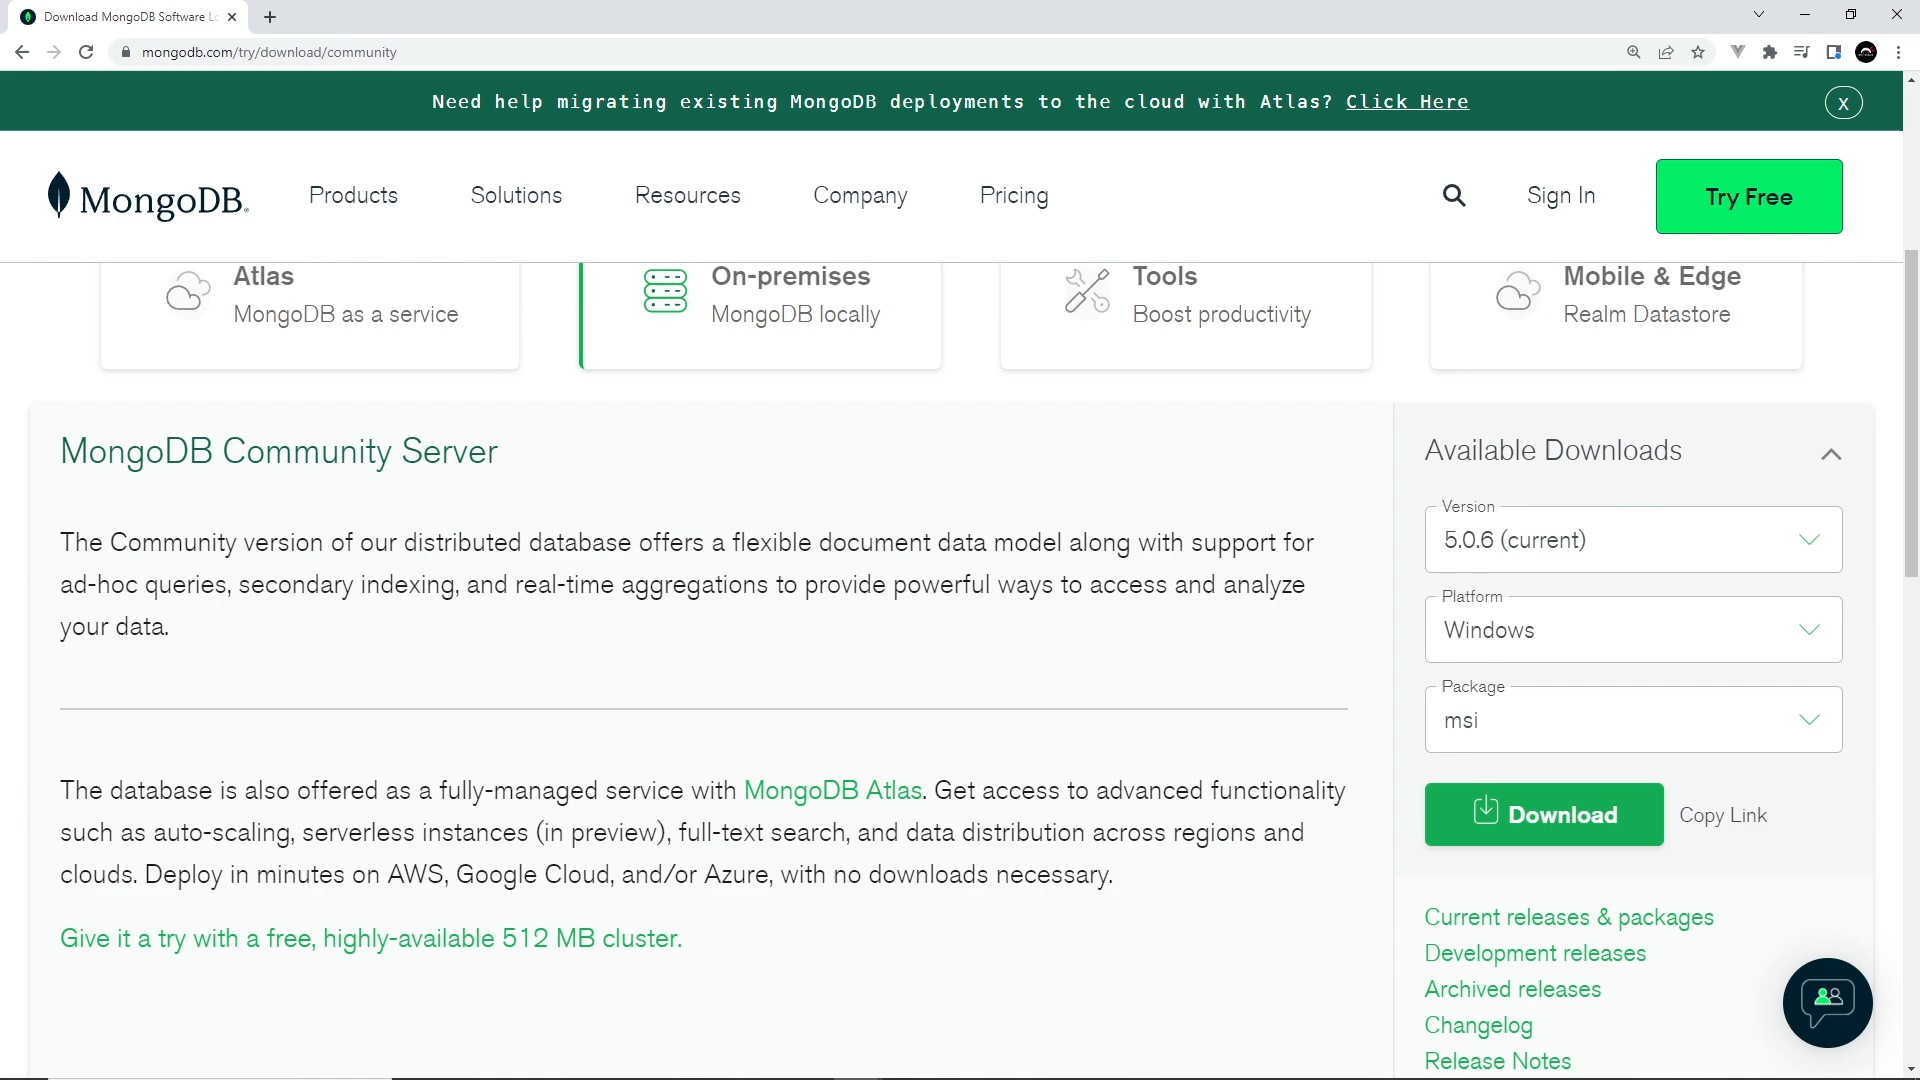 Download MongoDB Software Lo
mongodb.com/try/download/community
Need help migrating existing MongoDB deployments to the cloud with Atlas? Click Here
X
MongoDB.
Products
Solutions
Resources
Company
Pricing
Sign In
Try Free
Atlas
MongoDB as a service
On-premises
MongoDB locally
Tools
Boost productivity
Mobile & Edge
Realm Datastore
MongoDB Community Server
The Community version of our distributed database offers a flexible document data model along with support for
ad-hoc queries, secondary indexing, and real-time aggregations to provide powerful ways to access and analyze
your data.
The database is also offered as a fully-managed service with MongoDB Atlas. Get access to advanced functionality
such as auto-scaling, serverless instances (in preview), full-text search, and data distribution across regions and
clouds. Deploy in minutes on AWS, Google Cloud, and/or Azure, with no downloads necessary.
Give it a try with a free, highly-available 512 MB cluster.
Available Downloads
Version
5.0.6 (current)
Platform
Windows
Package
msi
Download
Copy Link
Current releases & packages
Development releases
Archived releases
Changelog
Release Notes